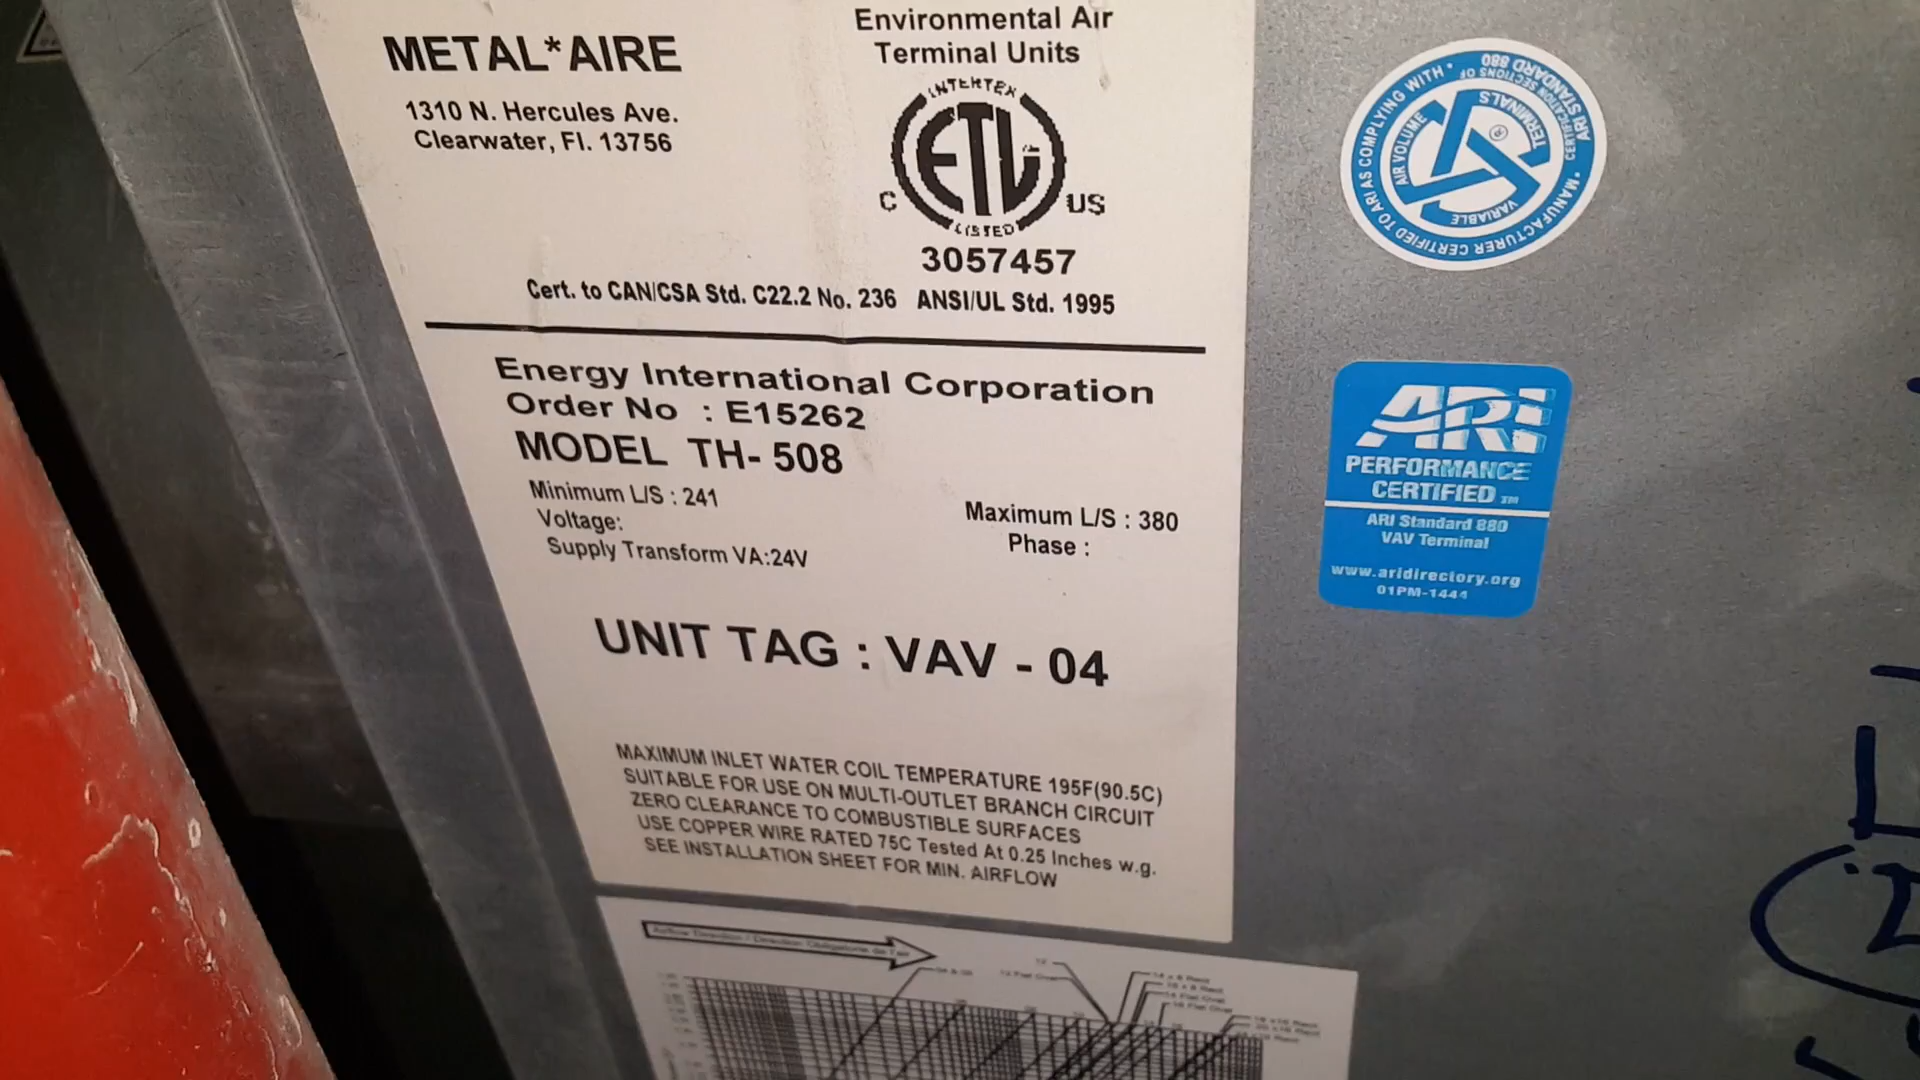 METAL*AIRE
1310 N. Hercules Ave.
Clearwater, Fl. 13756
Environmental Air
Terminal Units
INTERTEK
ETL
C US
LISTED
3057457
Cert. to CAN/CSA Std. C22.2 No. 236 ANSI/UL Std. 1995
Energy International Corporation
Order No : E15262
MODEL TH- 508
Minimum L/S : 241
Maximum L/S : 380
Voltage:
Phase :
Supply Transform VA:24V
UNIT TAG : VAV - 04
MAXIMUM INLET WATER COIL TEMPERATURE 195F(90.5C)
SUITABLE FOR USE ON MULTI-OUTLET BRANCH CIRCUIT
ZERO CLEARANCE TO COMBUSTIBLE SURFACES
USE COPPER WIRE RATED 75C Tested At 0.25 Inches w.g.
SEE INSTALLATION SHEET FOR MIN. AIRFLOW
MANUFACTURER CERTIFIED TO ARI AS COMPLYING WITH
CERTIFICATION SECTIONS OF
ARI STANDARD 880
VARIABLE
AIR VOLUME
TERMINALS
®
ARI
PERFORMANCE
CERTIFIED TM
ARI Standard 880
VAV Terminal
www.aridirectory.org
01PM-1444
Airflow Direction / Direction Obligatoire de l'air